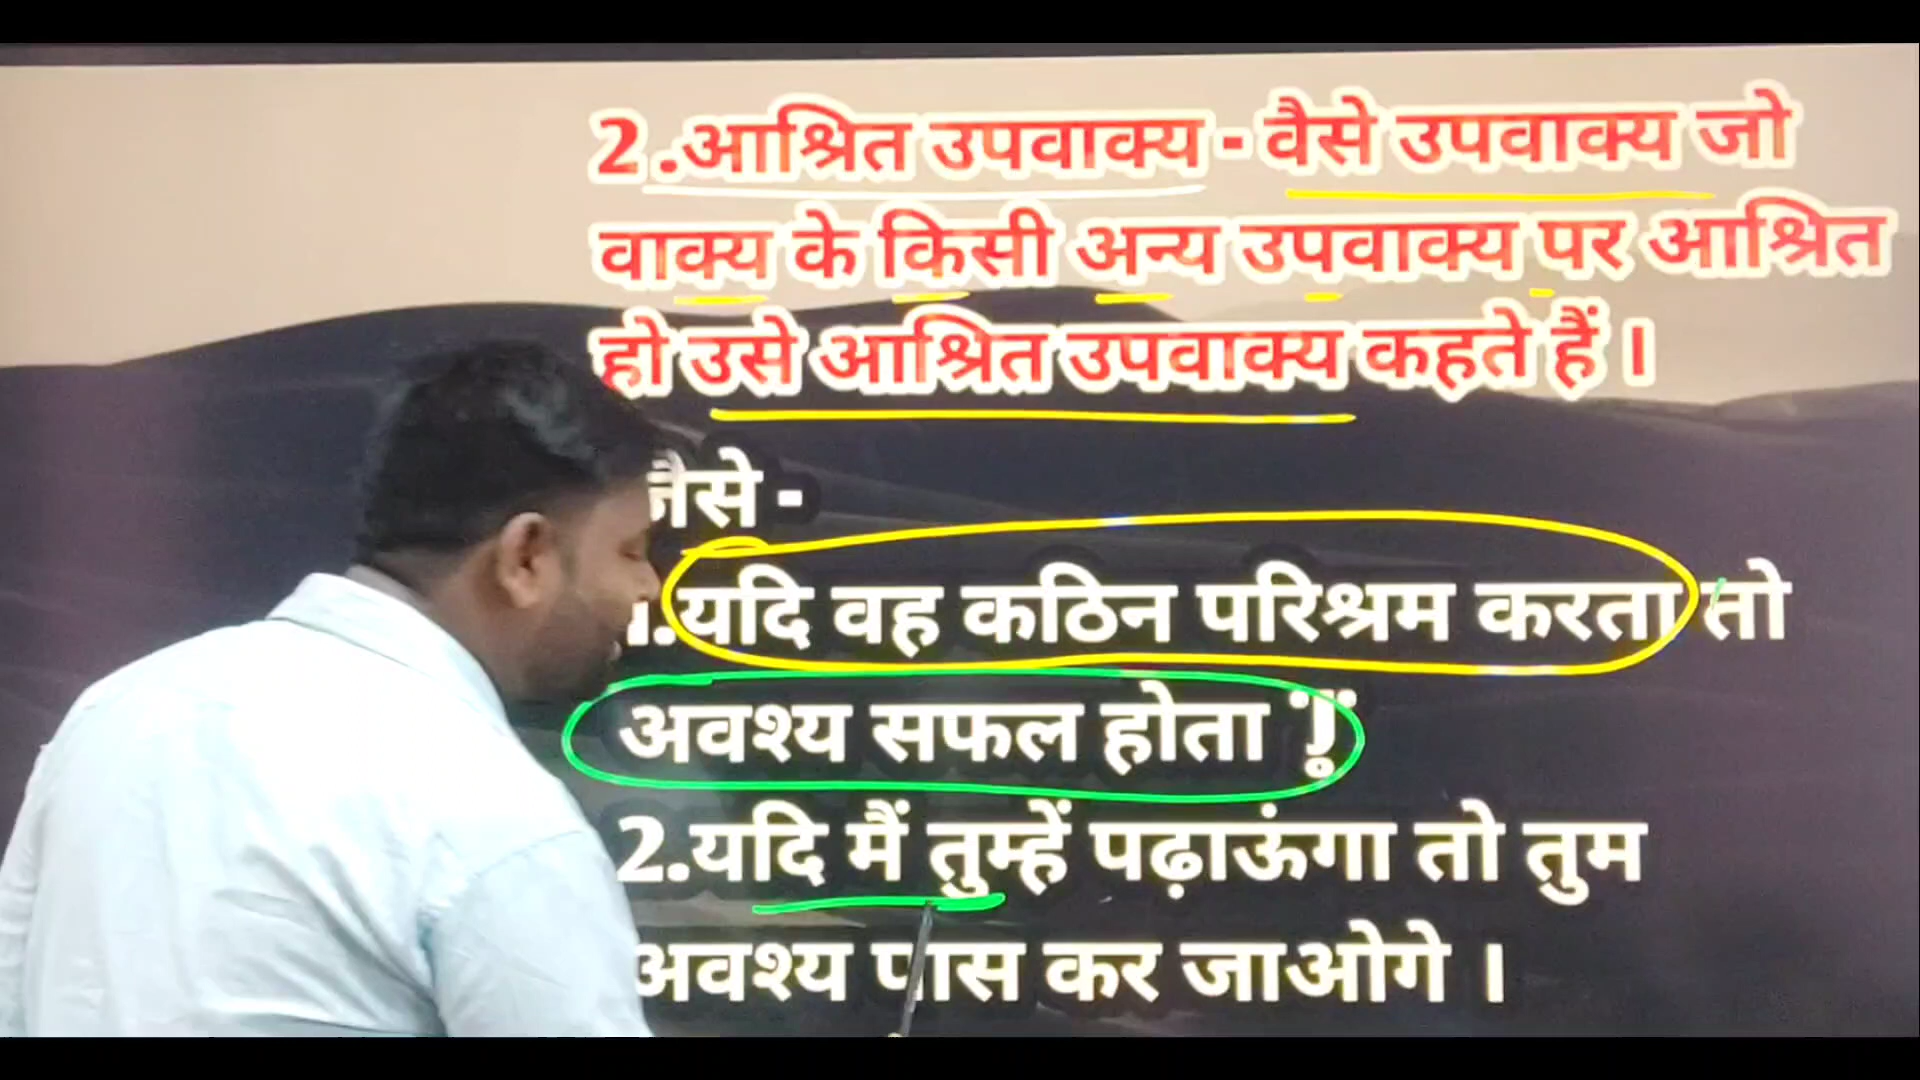 2.आश्रित उपवाक्य - वैसे उपवाक्य जो
वाक्य के किसी अन्य उपवाक्य पर आश्रित
हो उसे आश्रित उपवाक्य कहते हैं ।
जैसे -
1.यदि वह कठिन परिश्रम करता तो
अवश्य सफल होता
2.यदि मैं तुम्हें पढ़ाऊंगा तो तुम
अवश्य पास कर जाओगे ।